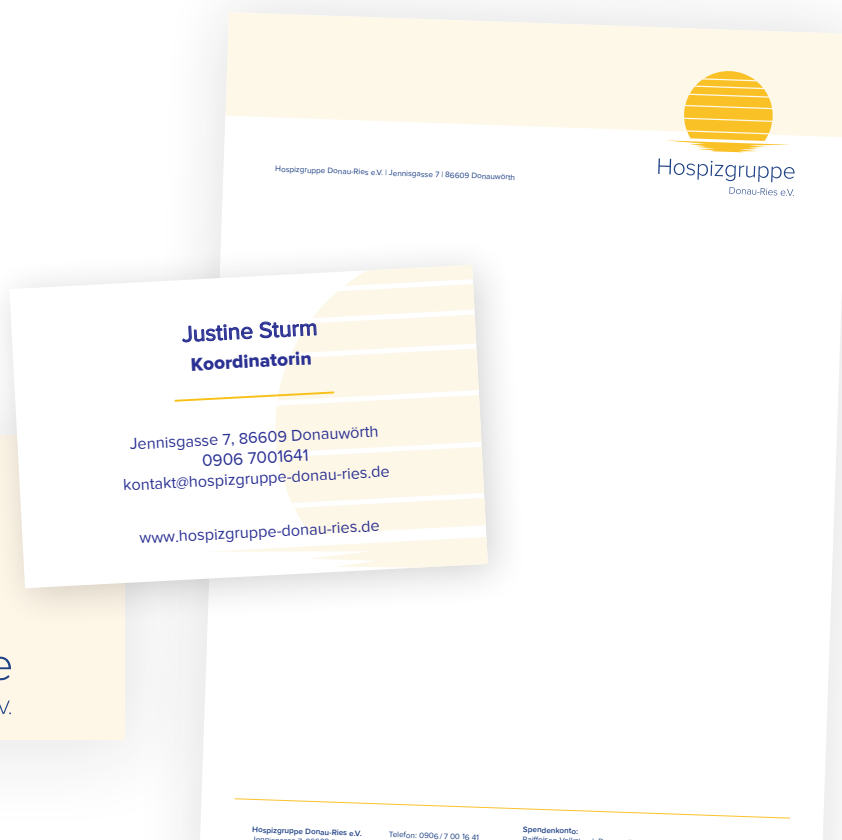 Hospizgruppe
Donau-Ries e.V.
Hospizgruppe Donau-Ries e.V. | Jennisgasse 7 | 86609 Donauwörth
Justine Sturm
Koordinatorin
Jennisgasse 7, 86609 Donauwörth
0906 7001641
kontakt@hospizgruppe-donau-ries.de
www.hospizgruppe-donau-ries.de
e
V.
Hospizgruppe Donau-Ries e.V.
Telefon: 0906 / 7 00 16 41
Spendenkonto: